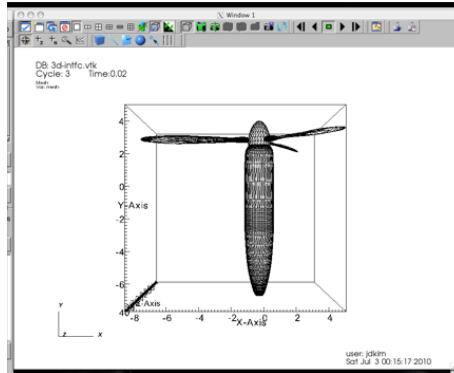 Window 1
DB: 3d-intfc.vtk
Cycle: 3 Time:0.02
Mesh
Var: mesh
4
2
0
Y-Axis
-2
-4
-6
-8 -6 -4 -2 0 2 4
X-Axis
Y
Z X
user: jdkim
Sat Jul 3 00:15:17 2010